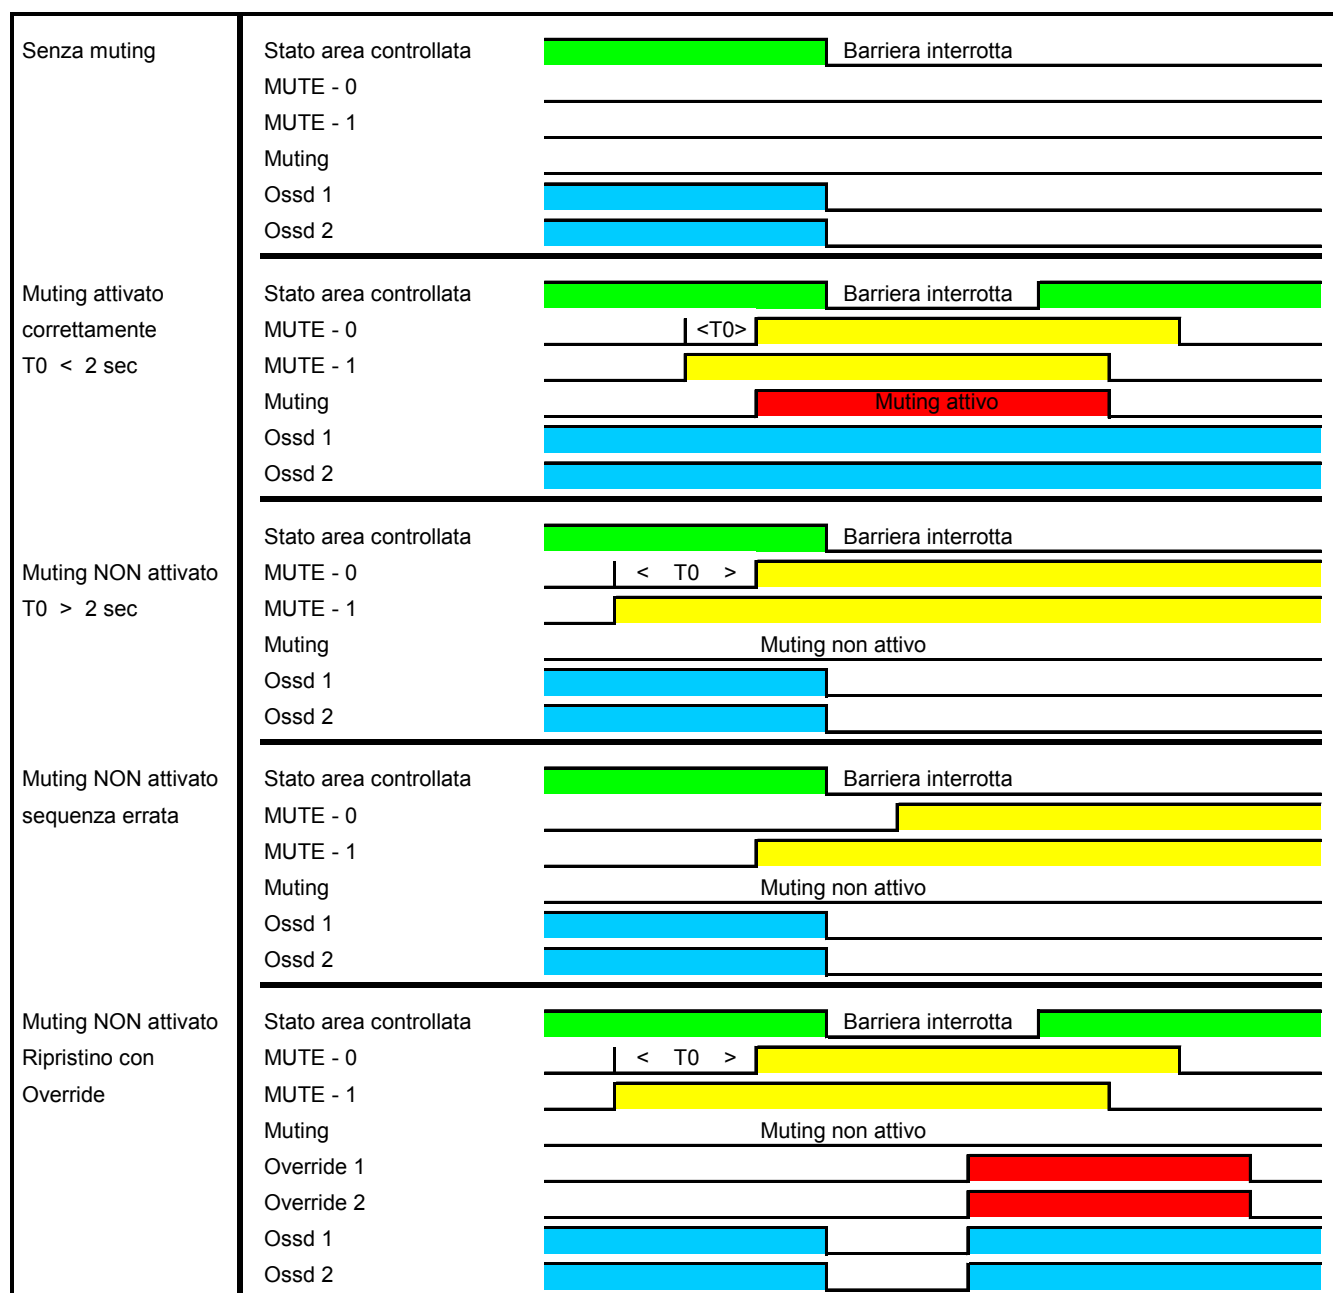 Senza muting
Stato area controllata
Barriera interrotta
MUTE - 0
MUTE - 1
Muting
Ossd 1
Ossd 2
Muting attivato
correttamente
T0 < 2 sec
Stato area controllata
Barriera interrotta
MUTE - 0
<T0>
MUTE - 1
Muting
Muting attivo
Ossd 1
Ossd 2
Muting NON attivato
T0 > 2 sec
Stato area controllata
Barriera interrotta
MUTE - 0
< T0 >
MUTE - 1
Muting
Muting non attivo
Ossd 1
Ossd 2
Muting NON attivato
sequenza errata
Stato area controllata
Barriera interrotta
MUTE - 0
MUTE - 1
Muting
Muting non attivo
Ossd 1
Ossd 2
Muting NON attivato
Ripristino con
Override
Stato area controllata
Barriera interrotta
MUTE - 0
< T0 >
MUTE - 1
Muting
Muting non attivo
Override 1
Override 2
Ossd 1
Ossd 2